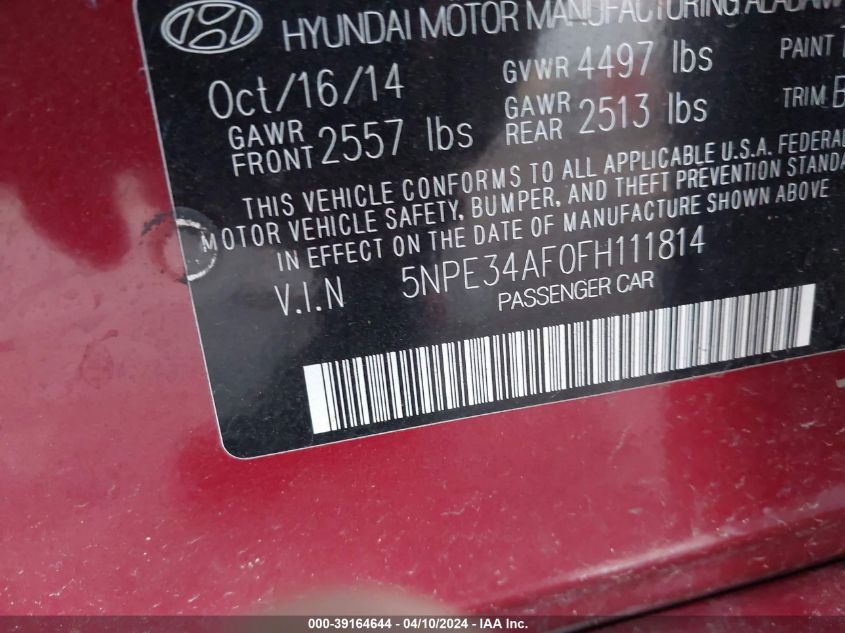 HYUNDAI MOTOR MANUFACTURING
Oct/16/14 GVWR 4497 lbs PAINT
GAWR FRONT 2557 lbs GAWR REAR 2513 lbs TRIM
THIS VEHICLE CONFORMS TO ALL APPLICABLE U.S.A. FEDERAL
MOTOR VEHICLE SAFETY, BUMPER, AND THEFT PREVENTION
IN EFFECT ON THE DATE OF MANUFACTURE SHOWN ABOVE
V.I.N 5NPE34AF0FH111814
PASSENGER CAR
000-39164644 - 04/10/2024 - IAA Inc.